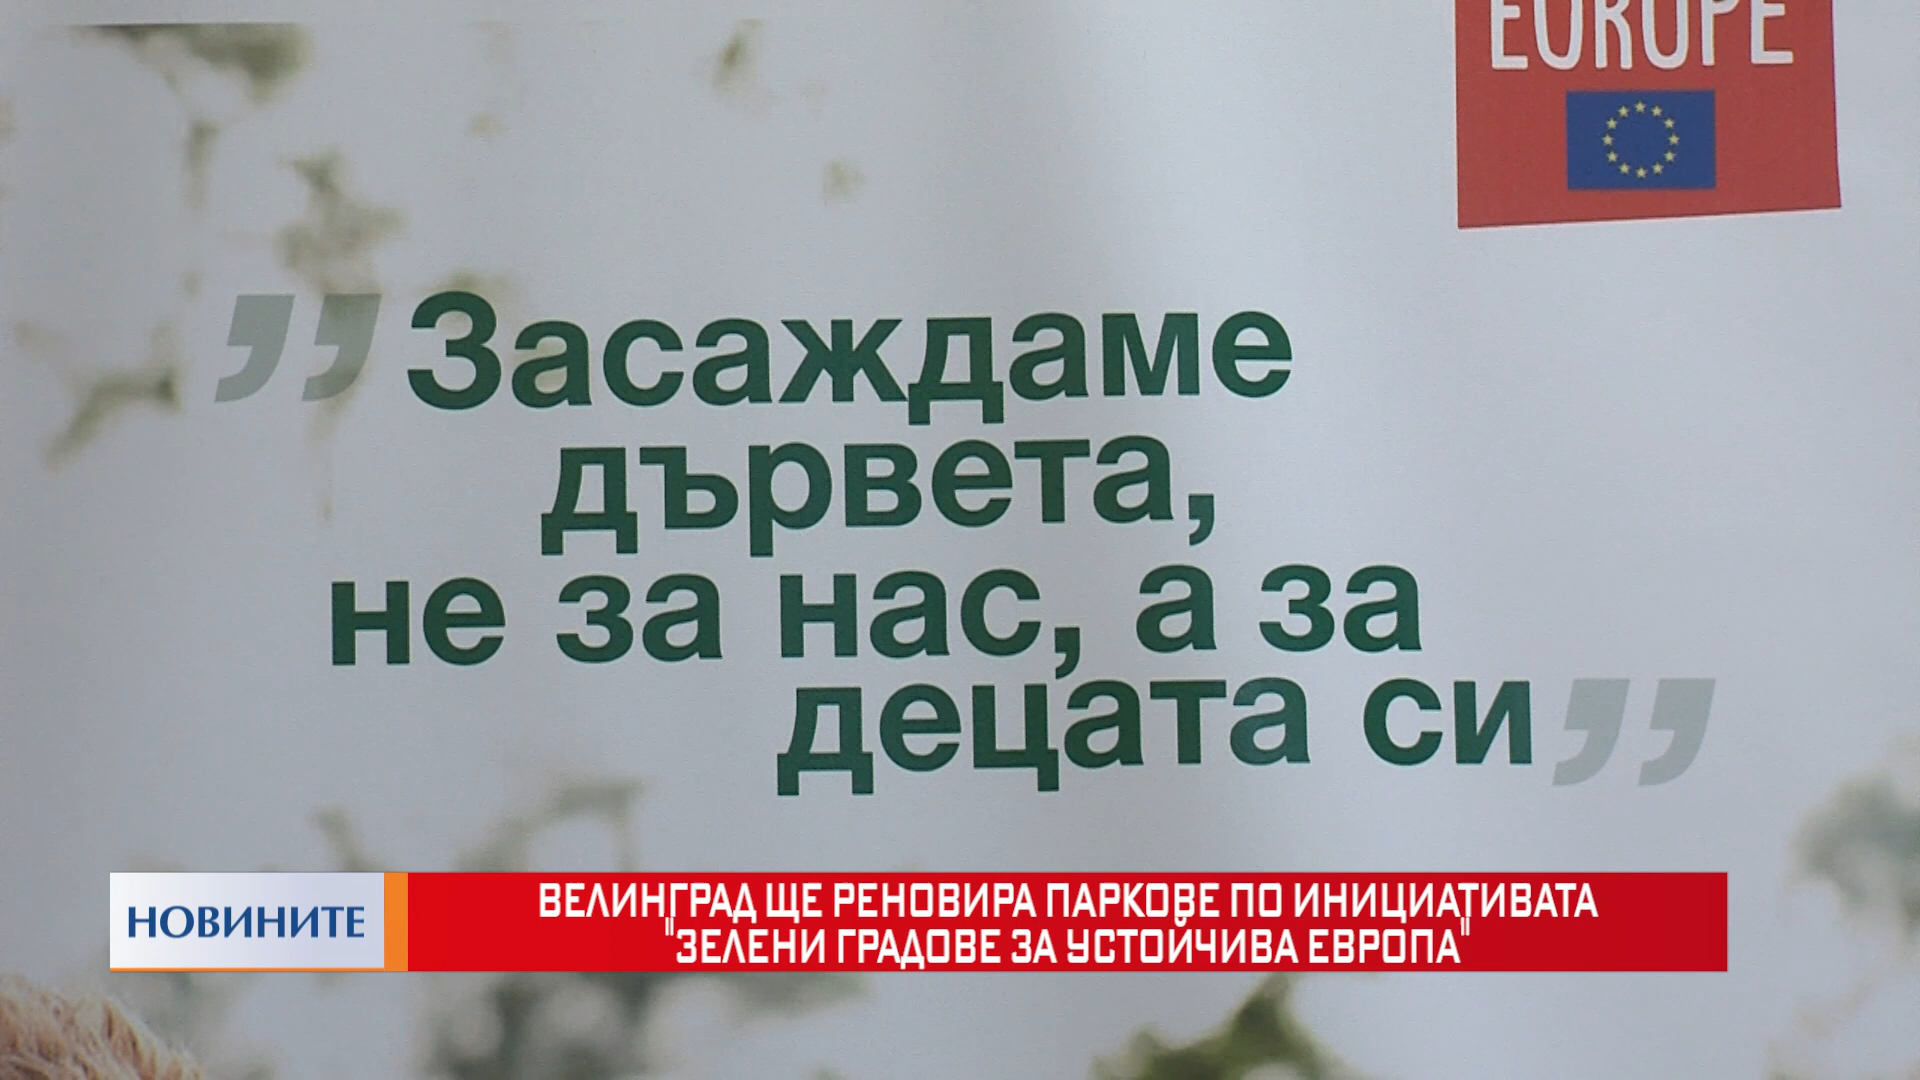 EUROPE
„Засаждаме
дървета,
не за нас, а за
децата си”
НОВИНИТЕ
ВЕЛИНГРАД ЩЕ РЕНОВИРА ПАРКОВЕ ПО ИНИЦИАТИВАТА
"ЗЕЛЕНИ ГРАДОВЕ ЗА УСТОЙЧИВА ЕВРОПА"